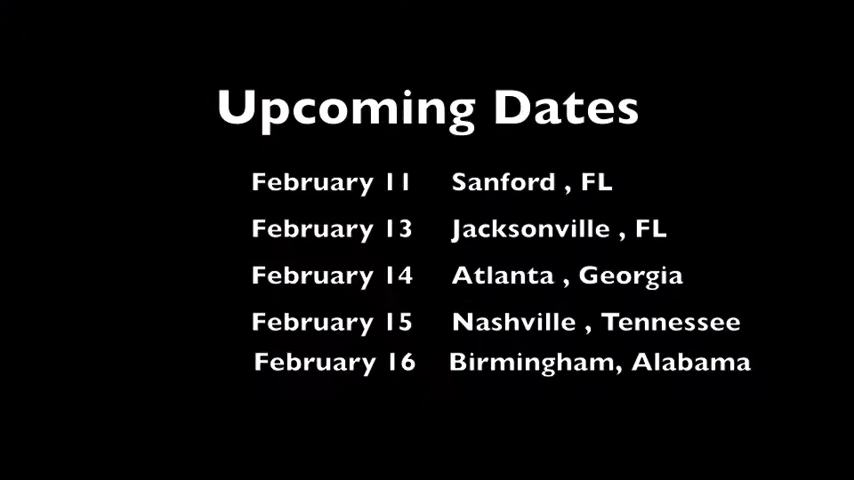 Upcoming Dates
February 11 Sanford , FL
February 13 Jacksonville , FL
February 14 Atlanta , Georgia
February 15 Nashville , Tennessee
February 16 Birmingham, Alabama